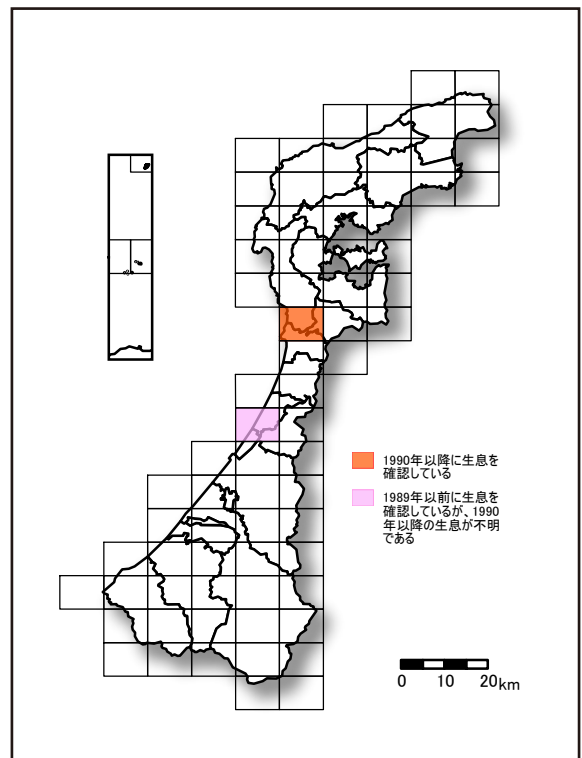 1990年以降に生息を
確認している
1989年以前に生息を
確認しているが、1990
年以降の生息が不明
である
0 10 20km